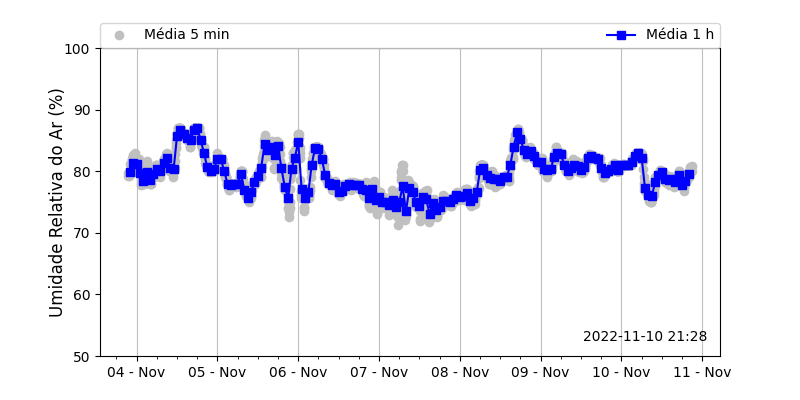 Média 5 min Média 1 h
Umidade Relativa do Ar (%)
100
90
80
70
60
50
2022-11-10 21:28
04 - Nov 05 - Nov 06 - Nov 07 - Nov 08 - Nov 09 - Nov 10 - Nov 11 - Nov